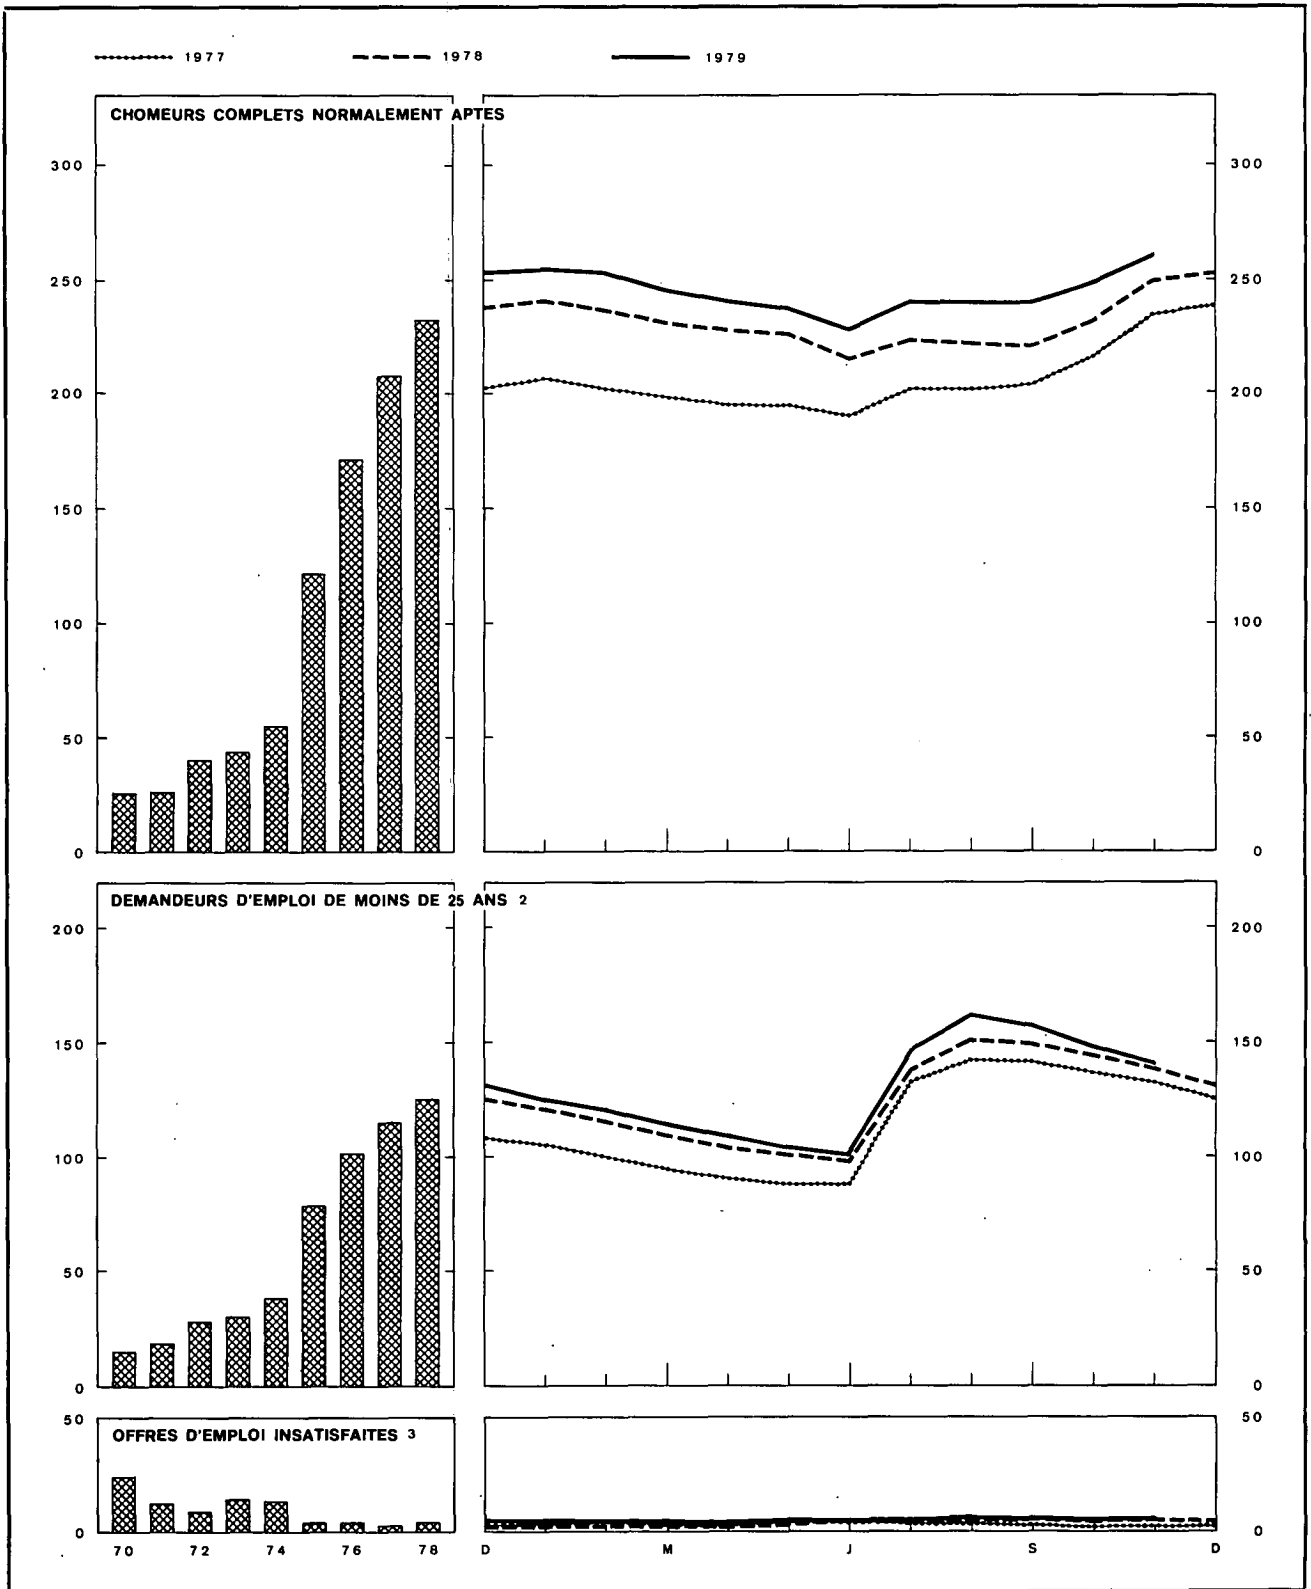 1977 1978 1979
CHOMEURS COMPLETS NORMALEMENT APTES
300 300
250 250
200 200
150 150
100 100
50 50
0 0
DEMANDEURS D'EMPLOI DE MOINS DE 25 ANS 2
200 200
150 150
100 100
50 50
0 0
50 50
OFFRES D'EMPLOI INSATISFAITES 3
0 0
70 72 74 76 78 D M J S D